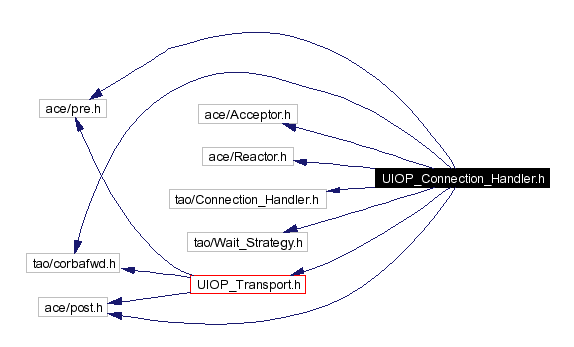 ace/pre.h
ace/Acceptor.h
ace/Reactor.h
UIOP_Connection_Handler.h
tao/Connection_Handler.h
tao/Wait_Strategy.h
tao/corbafwd.h
UIOP_Transport.h
ace/post.h